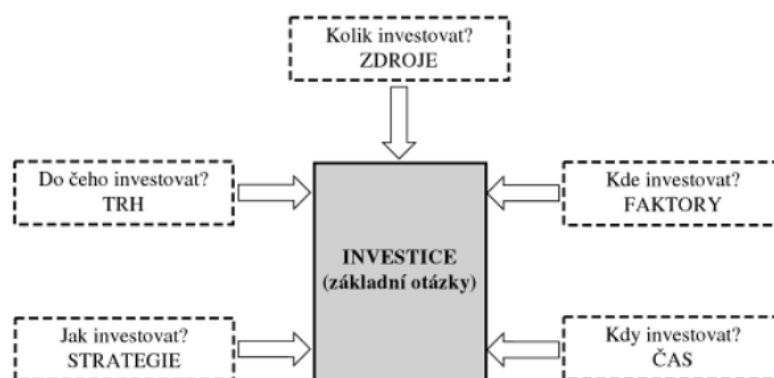 Kolik investovat?
ZDROJE
Do čeho investovat?
TRH
Kde investovat?
FAKTORY
INVESTICE
(základní otázky)
Jak investovat?
STRATEGIE
Kdy investovat?
ČAS